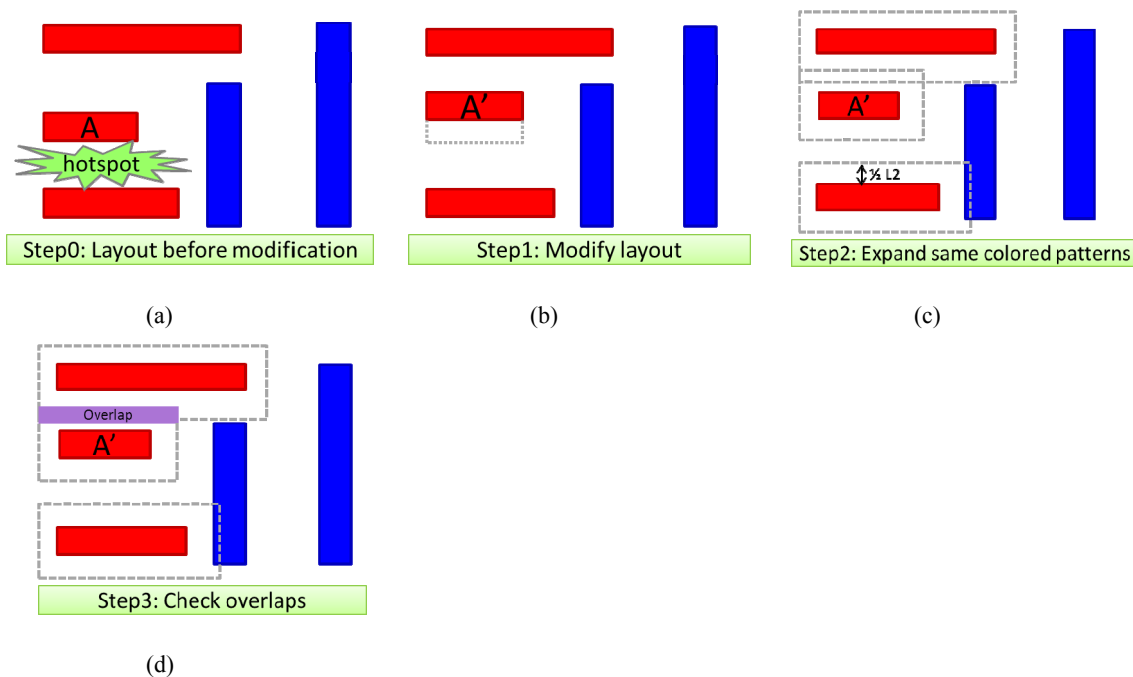 A
hotspot
Step0: Layout before modification
(a)
A’
Step1: Modify layout
(b)
A’
½ L2
Step2: Expand same colored patterns
(c)
Overlap
A’
Step3: Check overlaps
(d)